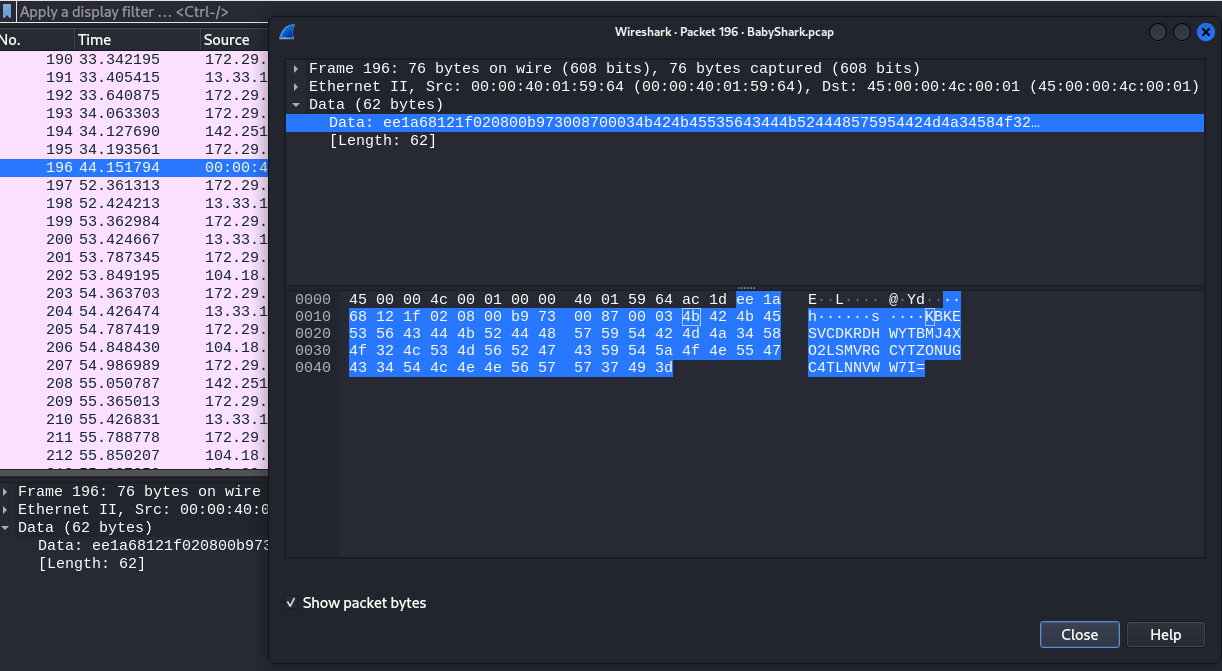 Apply a display filter … <Ctrl-/>
No. Time Source
190 33.342195 172.29.
191 33.405415 13.33.1
192 33.640875 172.29.
193 34.063303 172.29.
194 34.127690 142.251
195 34.193561 172.29.
196 44.151794 00:00:4
197 52.361313 172.29.
198 52.424213 13.33.1
199 53.362984 172.29.
200 53.424667 13.33.1
201 53.787345 172.29.
202 53.849195 104.18.
203 54.363703 172.29.
204 54.426474 13.33.1
205 54.787419 172.29.
206 54.848430 104.18.
207 54.986989 172.29.
208 55.050787 142.251
209 55.365013 172.29.
210 55.426831 13.33.1
211 55.788778 172.29.
212 55.850207 104.18.
Frame 196: 76 bytes on wire
Ethernet II, Src: 00:00:40:0
Data (62 bytes)
Data: ee1a68121f020800b973
[Length: 62]
Wireshark · Packet 196 · BabyShark.pcap
Frame 196: 76 bytes on wire (608 bits), 76 bytes captured (608 bits)
Ethernet II, Src: 00:00:40:01:59:64 (00:00:40:01:59:64), Dst: 45:00:00:4c:00:01 (45:00:00:4c:00:01)
Data (62 bytes)
Data: ee1a68121f020800b973008700034b424b45535643444b524448575954424d4a34584f32…
[Length: 62]
0000 45 00 00 4c 00 01 00 00 40 01 59 64 ac 1d ee 1a E··L···· @·Yd····
0010 68 12 1f 02 08 00 b9 73 00 87 00 03 4b 42 4b 45 h······s ····KBKE
0020 53 56 43 44 4b 52 44 48 57 59 54 42 4d 4a 34 58 SVCDKRDH WYTBMJ4X
0030 4f 32 4c 53 4d 56 52 47 43 59 54 5a 4f 4e 55 47 O2LSMVRG CYTZONUG
0040 43 34 54 4c 4e 4e 56 57 57 37 49 3d C4TLNNVW W7I=
Show packet bytes
Close
Help